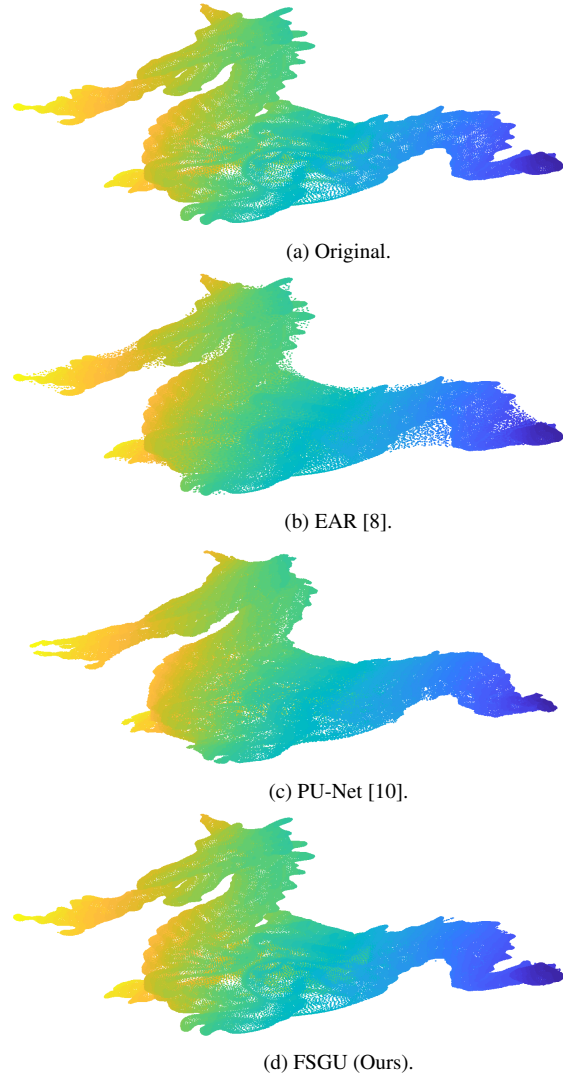 (a) Original.
(b) EAR [8].
(c) PU-Net [10].
(d) FSGU (Ours).